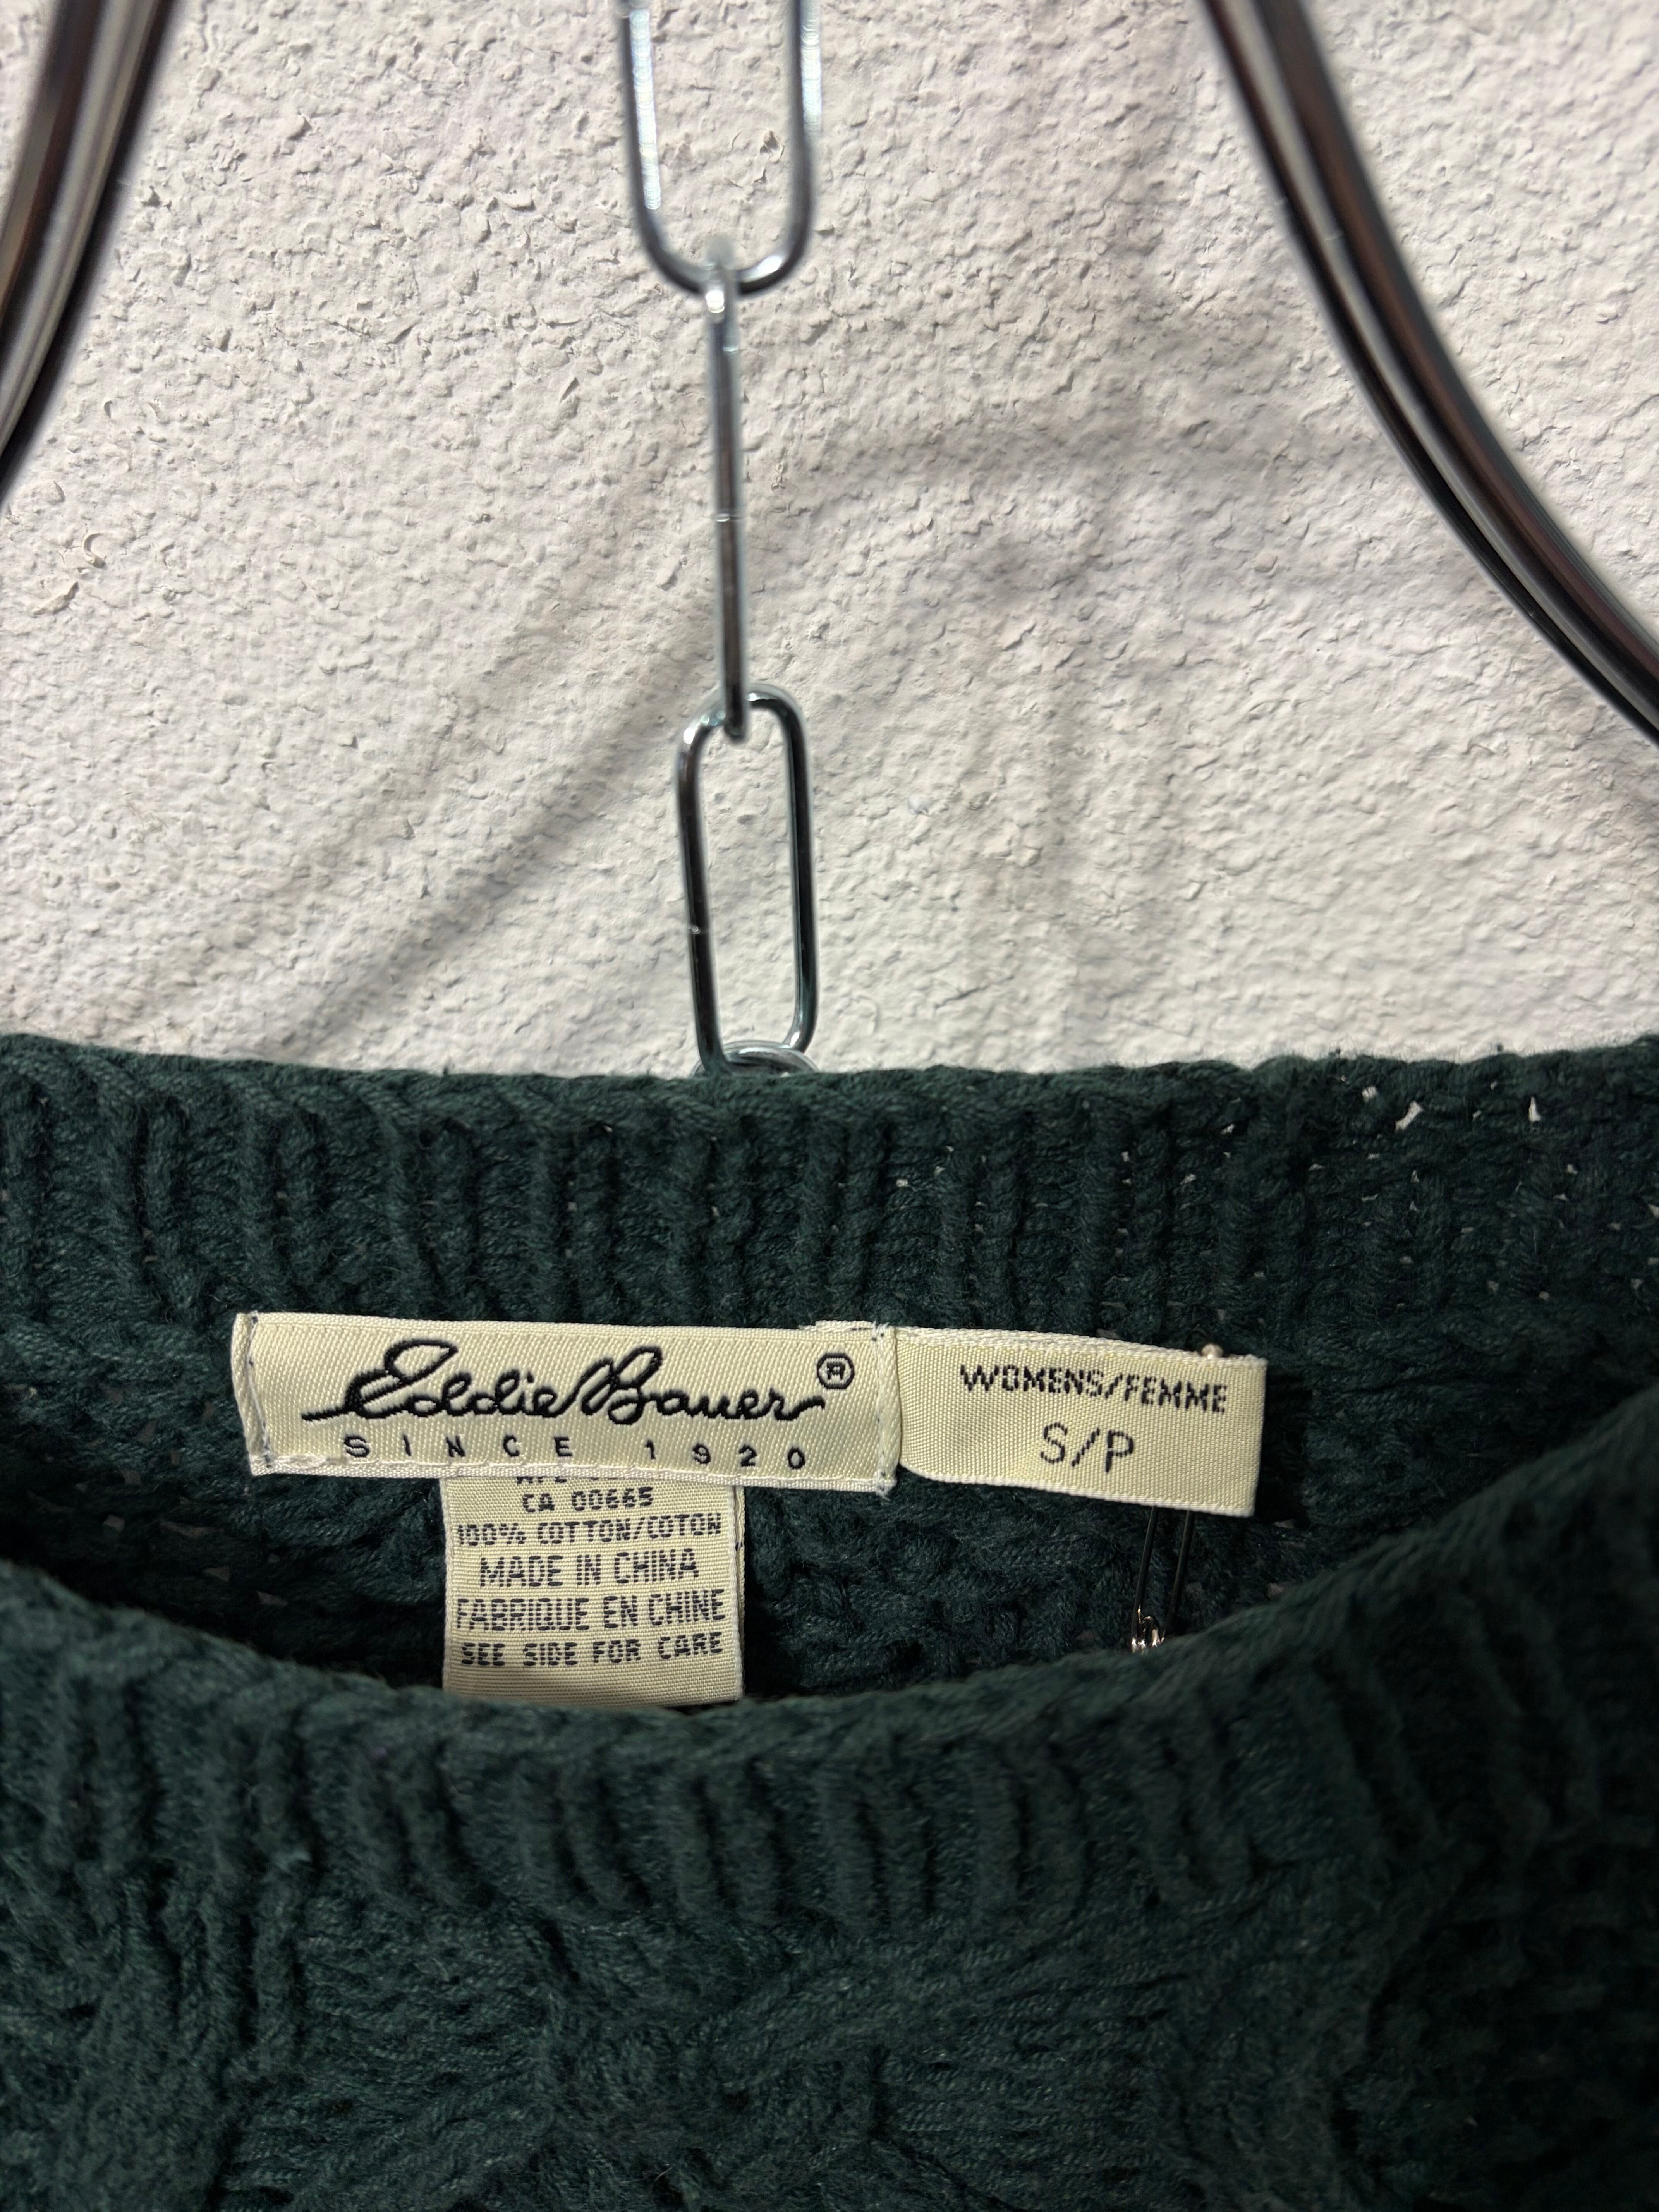 Eddie Bauer®
SINCE 1920
WOMENS/FEMME
S/P
CA 00665
100% COTTON/COTON
MADE IN CHINA
FABRIQUE EN CHINE
SEE SIDE FOR CARE